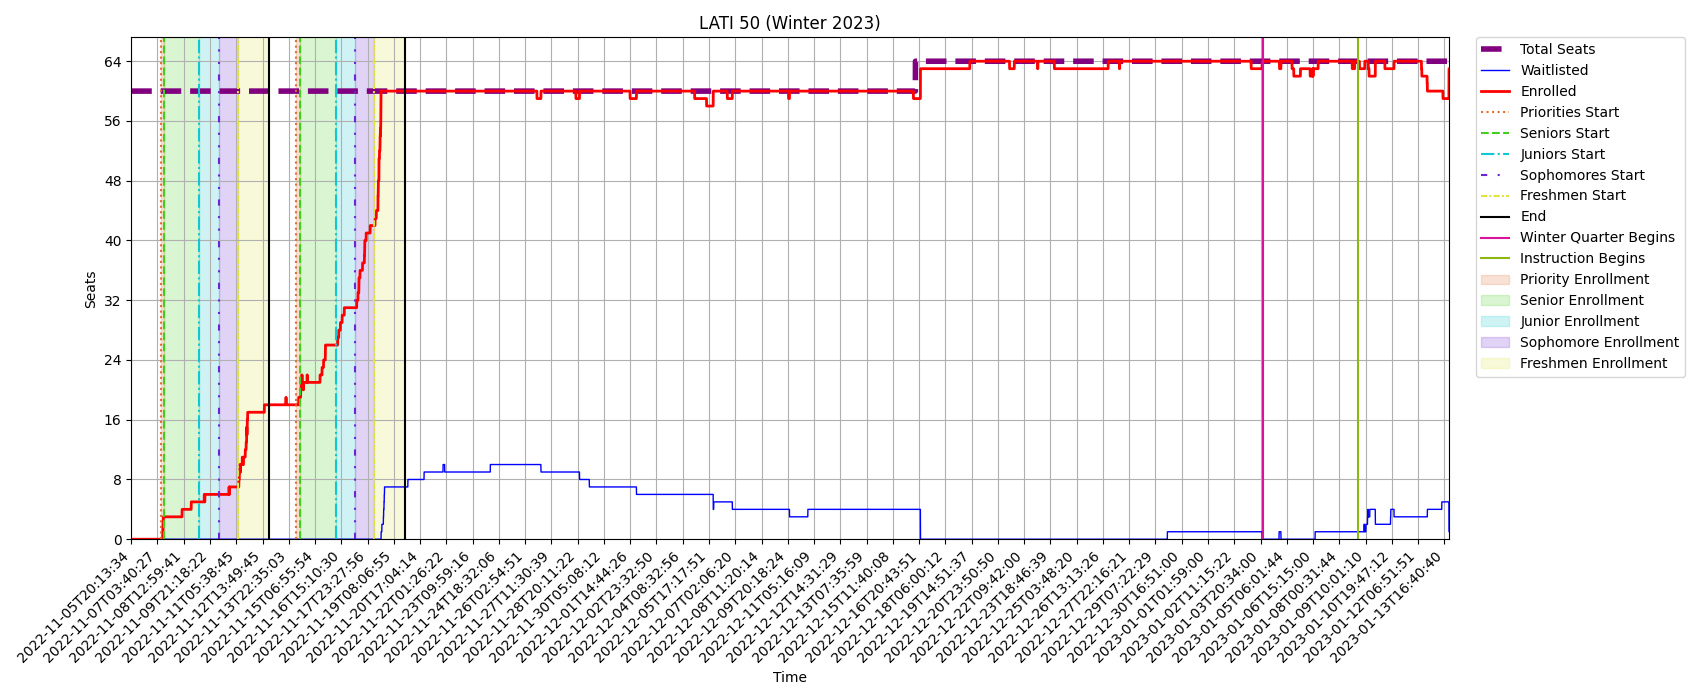 LATI 50 (Winter 2023)
64
56
48
40
32
24
16
8
0
Seats
2022-11-05T20:13:34
2022-11-07T03:40:27
2022-11-08T12:59:41
2022-11-09T21:18:22
2022-11-11T05:38:45
2022-11-12T13:49:45
2022-11-13T22:35:03
2022-11-15T06:55:54
2022-11-16T15:10:30
2022-11-17T23:27:56
2022-11-19T08:06:55
2022-11-20T17:04:14
2022-11-22T01:26:22
2022-11-23T09:59:16
2022-11-24T18:32:06
2022-11-26T02:54:51
2022-11-27T11:30:39
2022-11-28T20:11:22
2022-11-30T05:08:12
2022-12-01T14:44:26
2022-12-02T23:32:50
2022-12-04T08:32:56
2022-12-05T17:17:51
2022-12-07T02:06:20
2022-12-08T11:20:14
2022-12-09T20:18:24
2022-12-11T05:16:09
2022-12-12T14:31:29
2022-12-13T07:35:59
2022-12-16T11:40:08
2022-12-16T20:43:51
2022-12-18T06:00:12
2022-12-19T14:51:37
2022-12-20T23:50:50
2022-12-22T09:42:00
2022-12-23T18:46:39
2022-12-25T03:48:20
2022-12-26T13:13:26
2022-12-27T22:16:21
2022-12-29T07:22:29
2022-12-30T16:51:00
2023-01-01T01:59:00
2023-01-02T11:15:22
2023-01-03T20:34:00
2023-01-05T06:01:44
2023-01-06T15:15:00
2023-01-08T00:31:44
2023-01-09T10:01:10
2023-01-10T19:47:12
2023-01-12T06:51:51
2023-01-13T16:40:40
Time
Total Seats
Waitlisted
Enrolled
Priorities Start
Seniors Start
Juniors Start
Sophomores Start
Freshmen Start
End
Winter Quarter Begins
Instruction Begins
Priority Enrollment
Senior Enrollment
Junior Enrollment
Sophomore Enrollment
Freshmen Enrollment